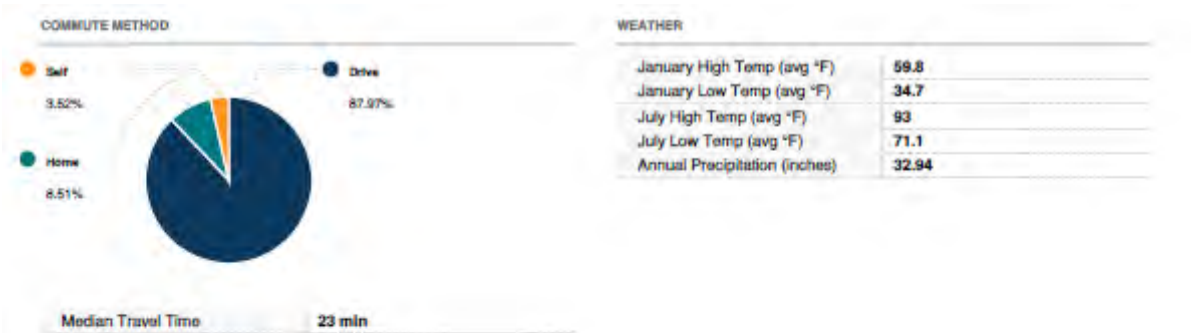 COMMUTE METHOD
Self
3.52%
Drive
87.97%
Home
8.51%
Median Travel Time 23 min
WEATHER
January High Temp (avg °F) 59.8
January Low Temp (avg °F) 34.7
July High Temp (avg °F) 93
July Low Temp (avg °F) 71.1
Annual Precipitation (inches) 32.94